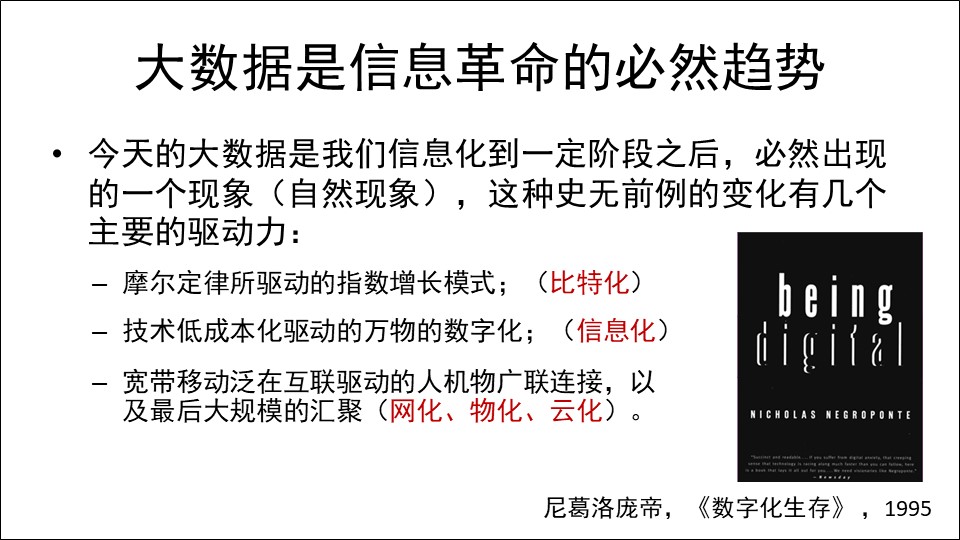 大数据是信息革命的必然趋势
• 今天的大数据是我们信息化到一定阶段之后，必然出现
的一个现象（自然现象），这种史无前例的变化有几个
主要的驱动力：
– 摩尔定律所驱动的指数增长模式；（比特化）
– 技术低成本化驱动的万物的数字化；（信息化）
– 宽带移动泛在互联驱动的人机物广联连接，以
及最后大规模的汇聚（网化、物化、云化）。
being
digital
NICHOLAS NEGROPONTE
"Succinct and readable.... If you suffer from digital anxiety, that creeping
sense that technology is racing along much faster than you can follow, here
is a book that lays it all out for you.... We need visionaries like Negroponte."
—Newsday
尼葛洛庞帝，《数字化生存》，1995